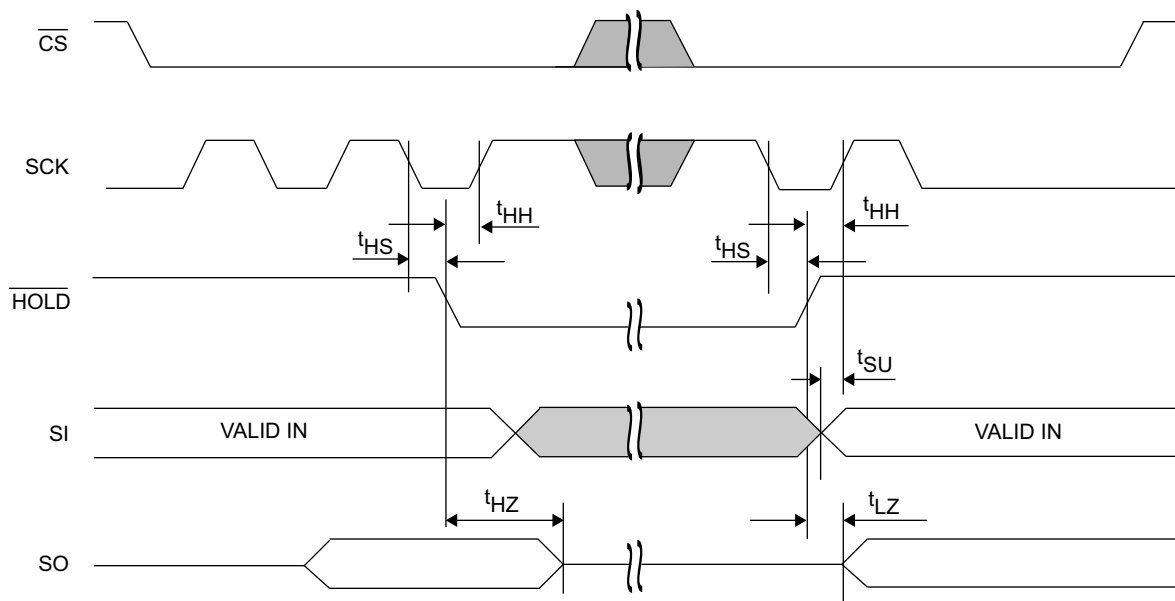 CS
SCK
tHH
tHH
tHS
tHS
HOLD
tSU
SI
VALID IN
VALID IN
tHZ
tLZ
SO